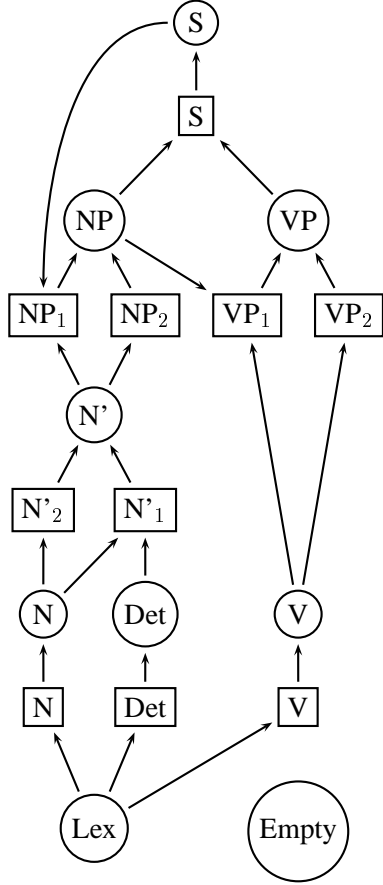 S
S
NP VP
NP₁ NP₂ VP₁ VP₂
N'
N'₂ N'₁
N Det V
N Det V
Lex Empty